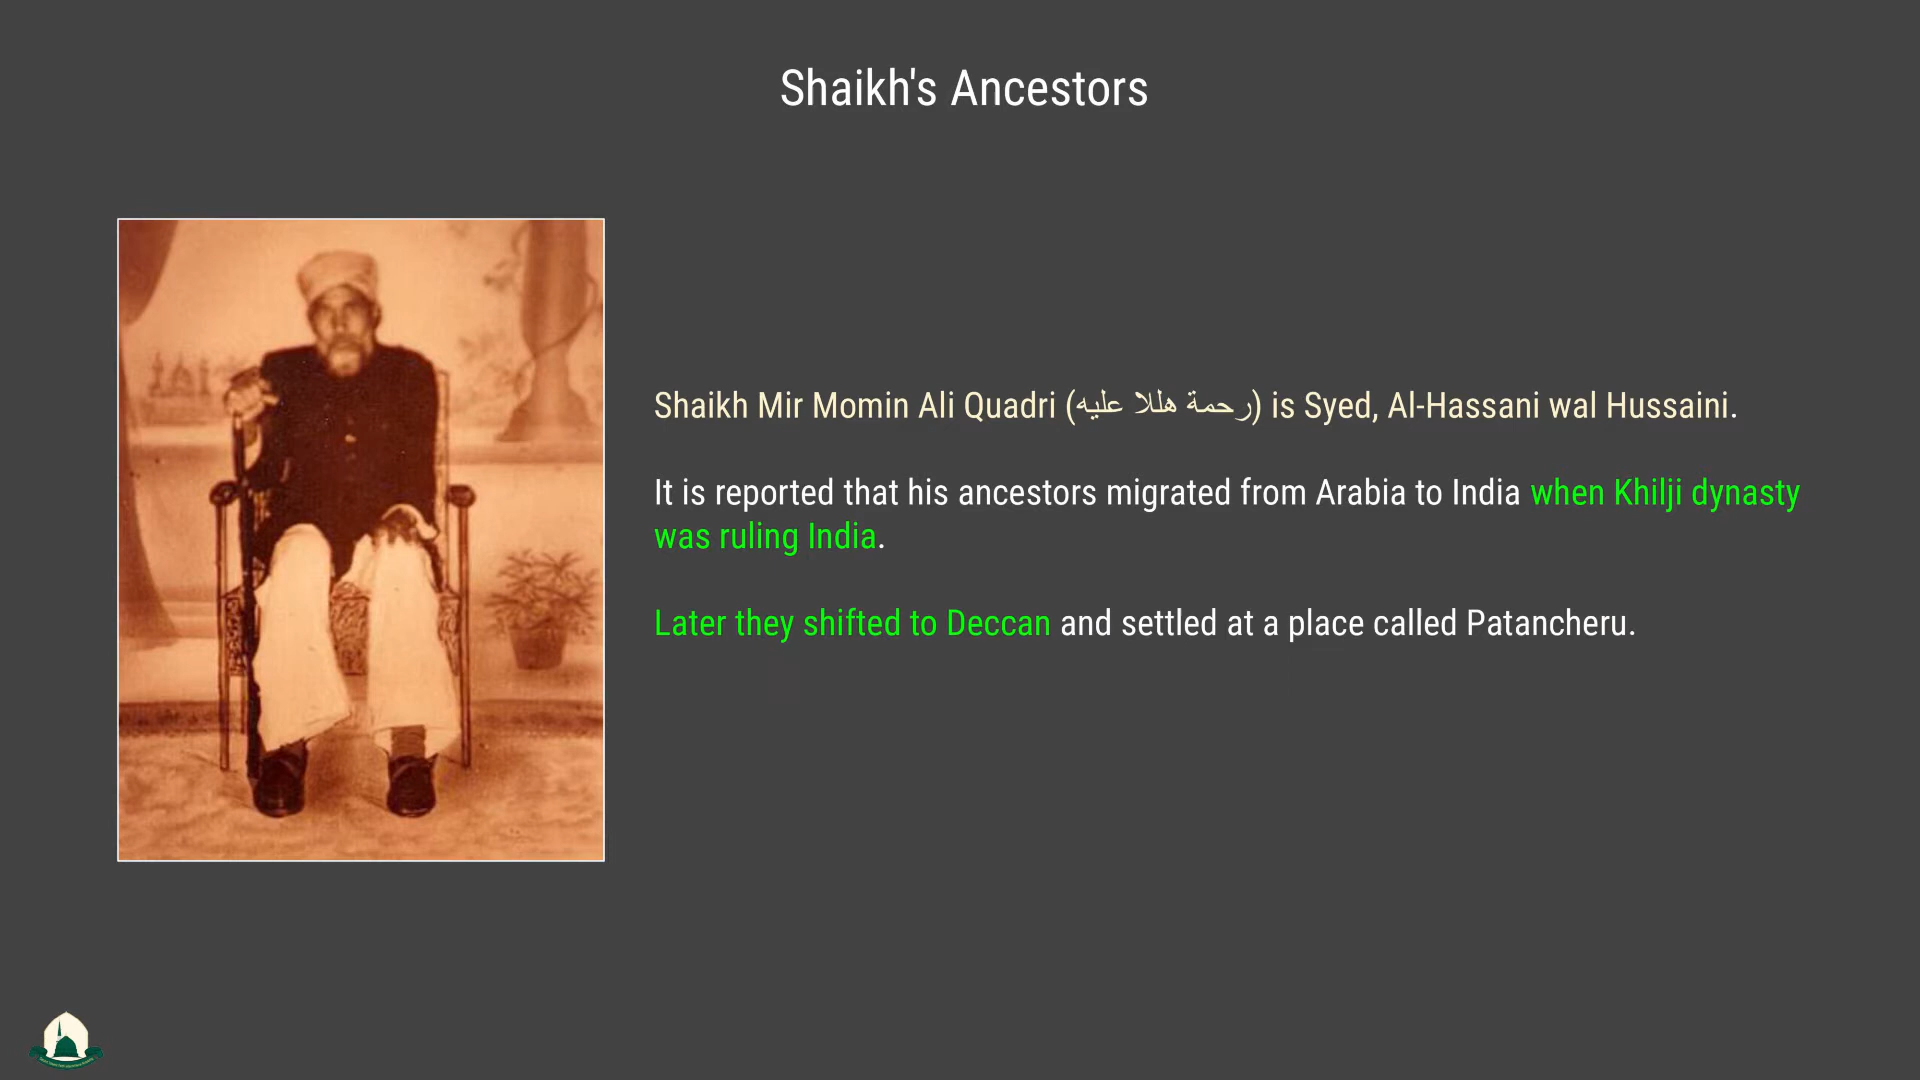 Shaikh's Ancestors
Shaikh Mir Momin Ali Quadri (رحمة هللا عليه) is Syed, Al-Hassani wal Hussaini.
It is reported that his ancestors migrated from Arabia to India when Khilji dynasty
was ruling India.
Later they shifted to Deccan and settled at a place called Patancheru.